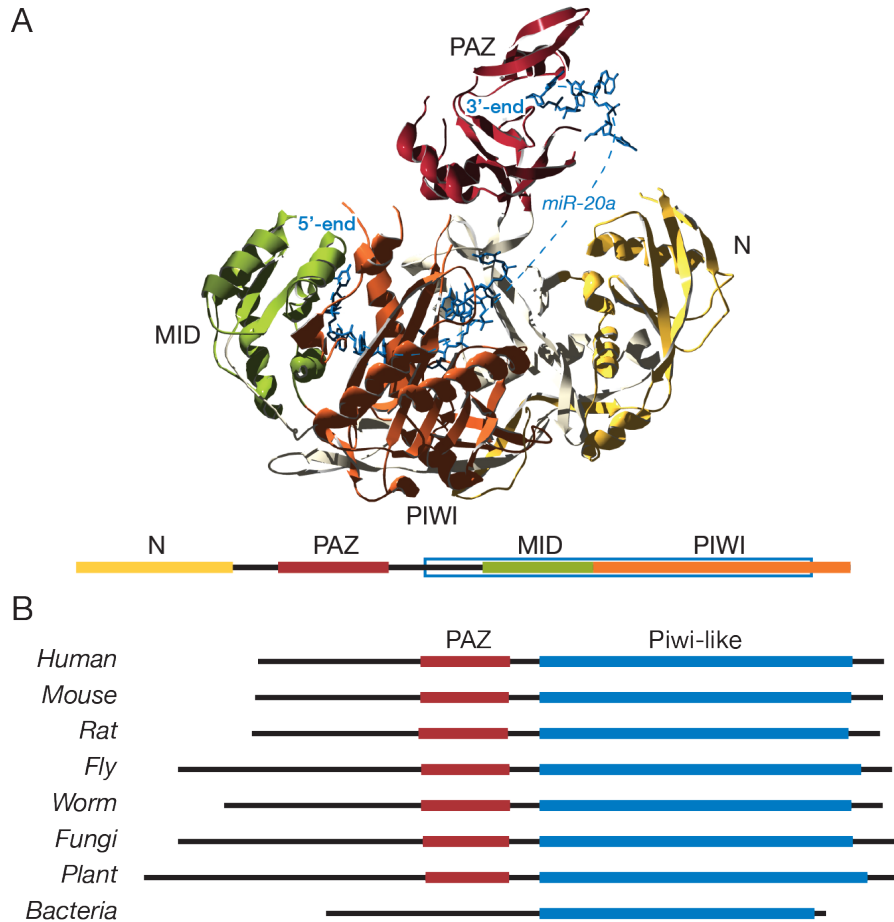 A
PAZ
3'-end
miR-20a
5'-end
N
MID
PIWI
N PAZ MID PIWI
B
PAZ Piwi-like
Human
Mouse
Rat
Fly
Worm
Fungi
Plant
Bacteria